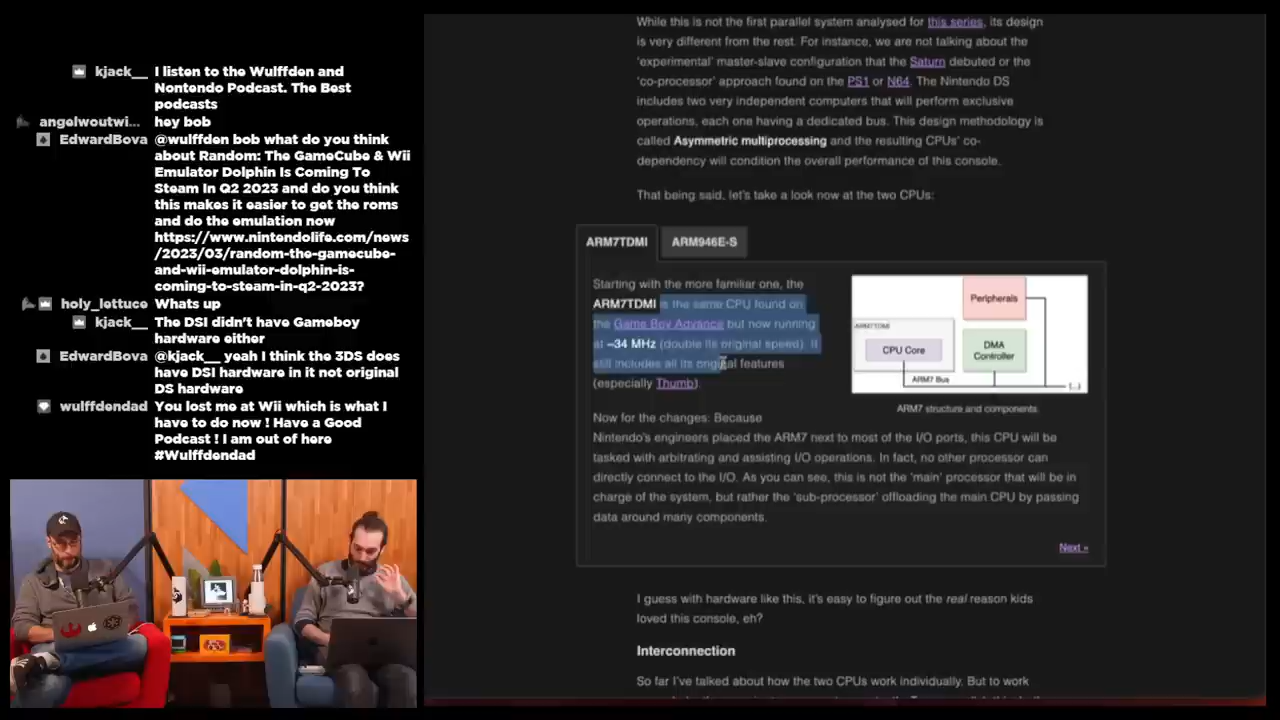 kjack__ I listen to the Wulffden and
Nontendo Podcast. The Best
podcasts
angelwoutwi... hey bob
EdwardBova @wulffden bob what do you think
about Random: The GameCube & Wii
Emulator Dolphin Is Coming To
Steam In Q2 2023 and do you think
this makes it easier to get the roms
and do the emulation now
https://www.nintendolife.com/news
/2023/03/random-the-gamecube-
and-wii-emulator-dolphin-is-
coming-to-steam-in-q2-2023?
holy_lettuce Whats up
kjack__ The DSI didn't have Gameboy
hardware either
EdwardBova @kjack__ yeah I think the 3DS does
have DSI hardware in it not original
DS hardware
wulffdendad You lost me at Wii which is what I
have to do now ! Have a Good
Podcast ! I am out of here
#Wulffdendad
While this is not the first parallel system analysed for this series, its design
is very different from the rest. For instance, we are not talking about the
'experimental' master-slave configuration that the Saturn debuted or the
'co-processor' approach found on the PS1 or N64. The Nintendo DS
includes two very independent computers that will perform exclusive
operations, each one having a dedicated bus. This design methodology is
called Asymmetric multiprocessing and the resulting CPUs' co-
dependency will condition the overall performance of this console.
That being said, let's take a look now at the two CPUs:
ARM7TDMI ARM946E-S
Starting with the more familiar one, the
ARM7TDMI is the same CPU found on
the Game Boy Advance but now running
at ~34 MHz (double its original speed). It
still includes all its original features
(especially Thumb).
ARM7TDMI
CPU Core
Peripherals
DMA
Controller
ARM7 Bus
(...)
ARM7 structure and components
Now for the changes: Because
Nintendo's engineers placed the ARM7 next to most of the I/O ports, this CPU will be
tasked with arbitrating and assisting I/O operations. In fact, no other processor can
directly connect to the I/O. As you can see, this is not the 'main' processor that will be in
charge of the system, but rather the 'sub-processor' offloading the main CPU by passing
data around many components.
Next »
I guess with hardware like this, it's easy to figure out the real reason kids
loved this console, eh?
Interconnection
So far I've talked about how the two CPUs work individually. But to work